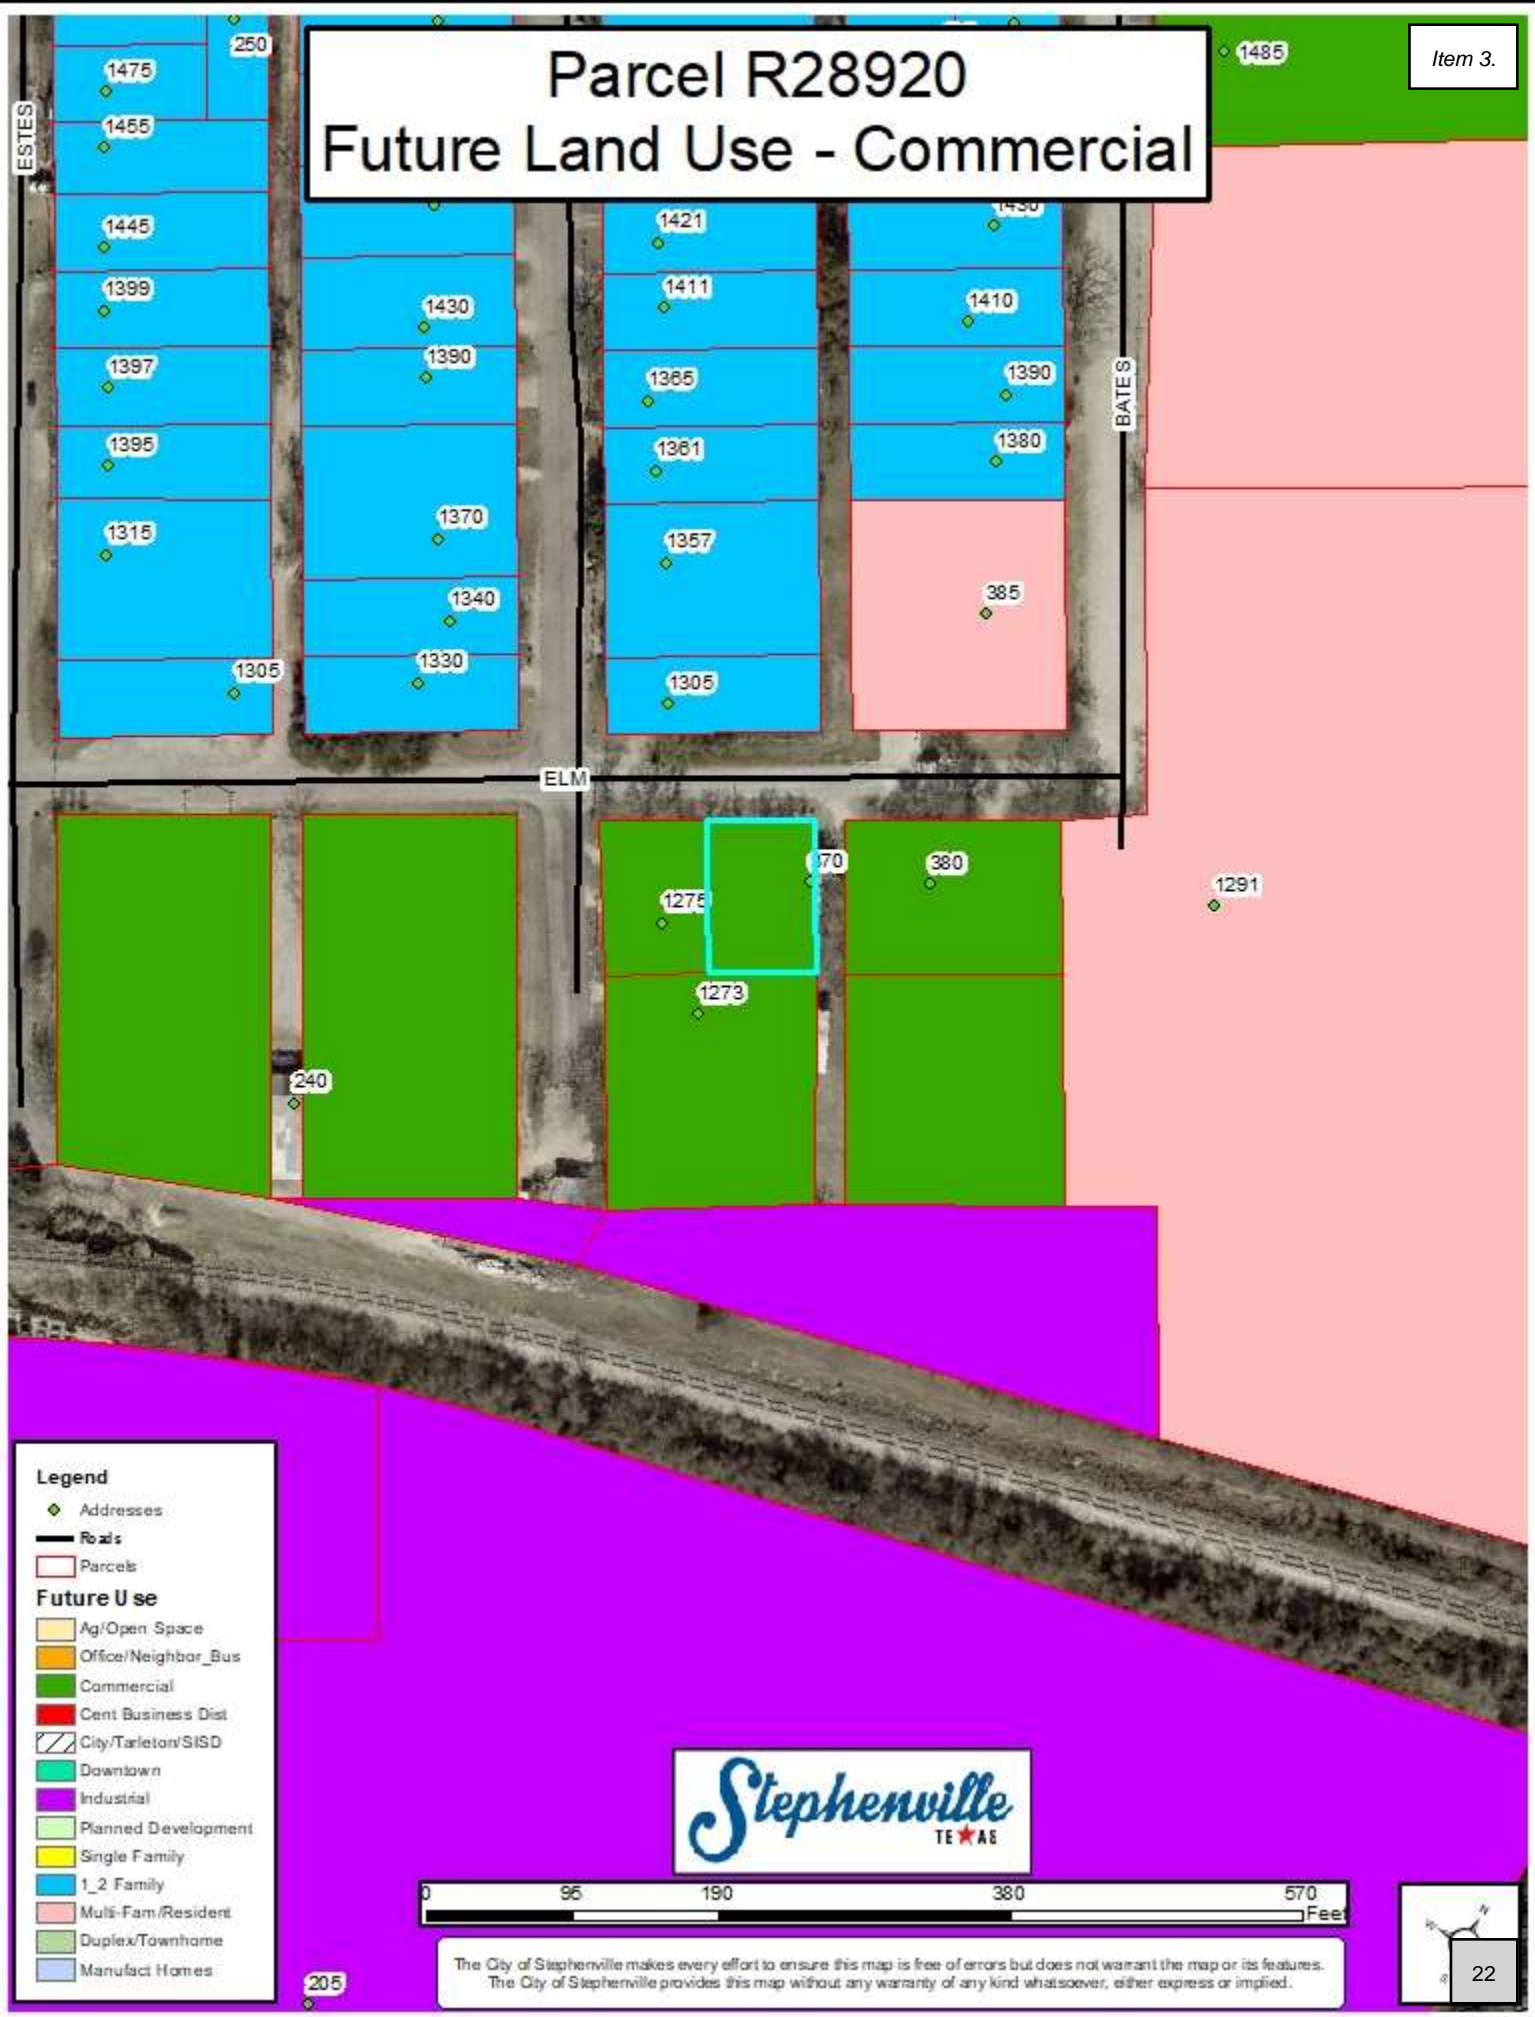 Parcel R28920
Future Land Use - Commercial
Item 3.
250
1475
1455
1445
1399
1397
1395
1315
1305
ESTES
1430
1390
1370
1340
1330
1421
1411
1365
1361
1357
1305
1430
1410
1390
1380
385
BATES
1485
ELM
1275
370
380
1291
1273
240
Legend
Addresses
Roads
Parcels
Future Use
Ag/Open Space
Office/Neighbor_Bus
Commercial
Cent Business Dist
City/Tarleton/SISD
Downtown
Industrial
Planned Development
Single Family
1_2 Family
Multi-Fam/Resident
Duplex/Townhome
Manufact Homes
205
Stephenville
TEXAS
0 95 190 380 570
Feet
The City of Stephenville makes every effort to ensure this map is free of errors but does not warrant the map or its features.
The City of Stephenville provides this map without any warranty of any kind whatsoever, either express or implied.
N
22